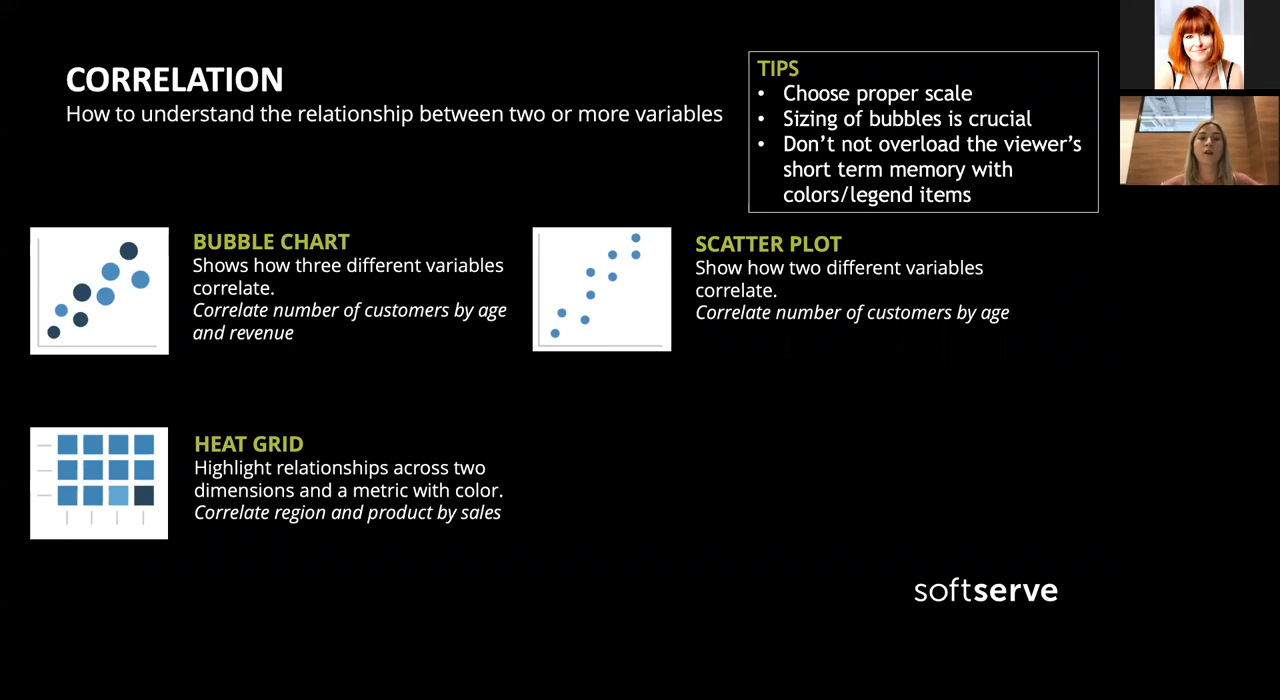 CORRELATION
How to understand the relationship between two or more variables
TIPS
• Choose proper scale
• Sizing of bubbles is crucial
• Don’t not overload the viewer’s
short term memory with
colors/legend items
BUBBLE CHART
Shows how three different variables
correlate.
Correlate number of customers by age
and revenue
SCATTER PLOT
Show how two different variables
correlate.
Correlate number of customers by age
HEAT GRID
Highlight relationships across two
dimensions and a metric with color.
Correlate region and product by sales
softserve